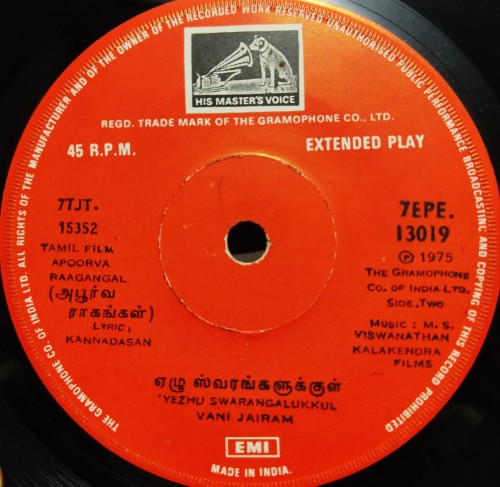 THE GRAMOPHONE CO. OF INDIA LTD. ALL RIGHTS OF THE MANUFACTURER AND OF THE OWNER OF THE RECORDED WORK RESERVED UNAUTHORISED PUBLIC PERFORMANCE BROADCASTING AND COPYING OF THIS RECORD PROHIBITED
HIS MASTER'S VOICE
REGD. TRADE MARK OF THE GRAMOPHONE CO., LTD.
45 R.P.M.
EXTENDED PLAY
7TJT.
15352
TAMIL FILM
APOORVA
RAAGANGAL
(அபூர்வ
ராகங்கள்)
LYRIC:
KANNADASAN
7EPE.
13019
Ⓟ 1975
THE GRAMOPHONE
CO. OF INDIA LTD.
SIDE.TWO
MUSIC: M. S.
VISWANATHAN
KALAKENDRA
FILMS
ஏழு ஸ்வரங்களுக்குள்
'YEZHU SWARANGALUKKUL
VANI JAIRAM
EMI
MADE IN INDIA.